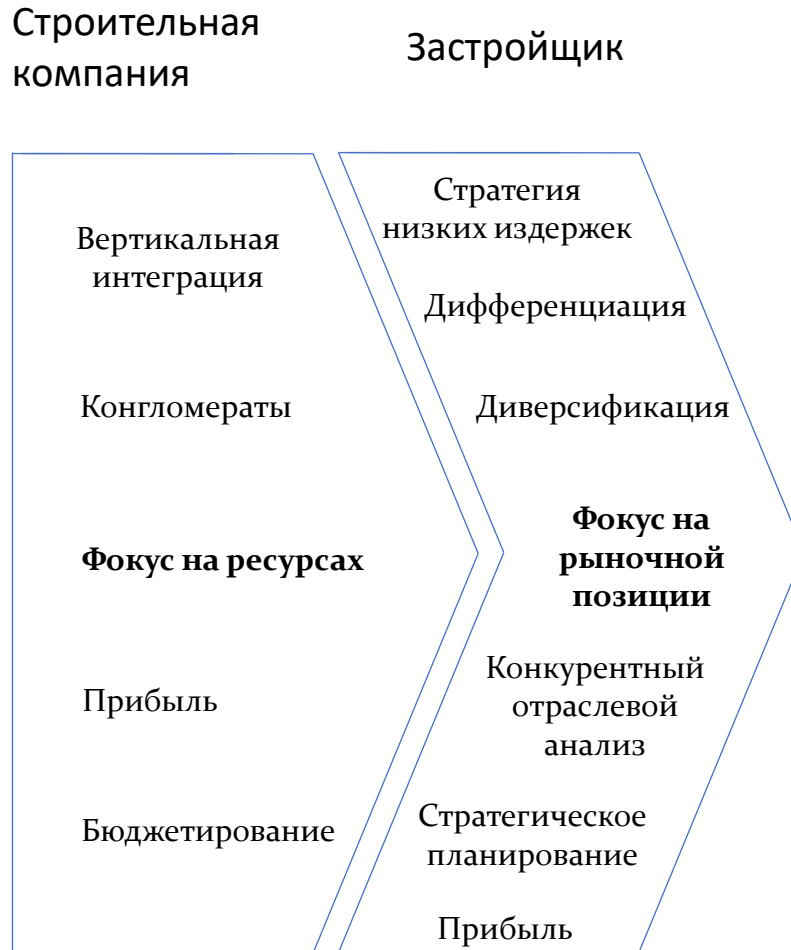 Строительная
компания
Застройщик
Вертикальная
интеграция
Конгломераты
Фокус на ресурсах
Прибыль
Бюджетирование
Стратегия
низких издержек
Дифференциация
Диверсификация
Фокус на
рыночной
позиции
Конкурентный
отраслевой
анализ
Стратегическое
планирование
Прибыль